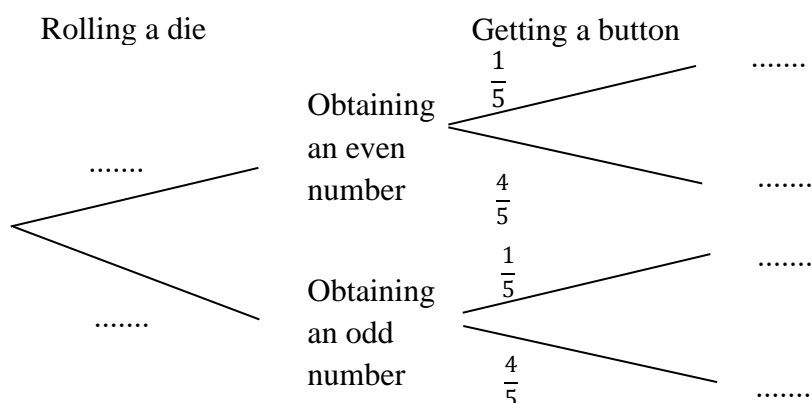 Rolling a die
Getting a button
.......
1/5
Obtaining
an even
number
.......
4/5
.......
1/5
.......
Obtaining
an odd
number
.......
4/5
.......